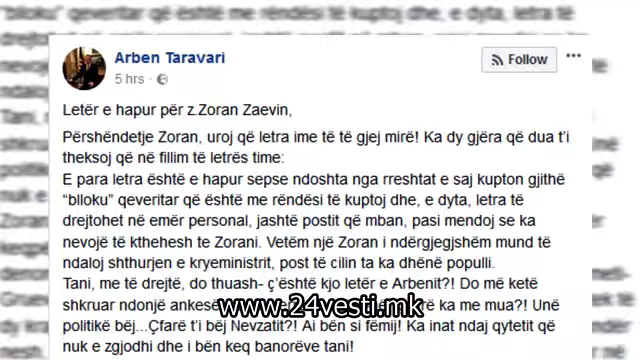 Arben Taravari
5 hrs ·
Follow
Letër e hapur për z.Zoran Zaevin,
Përshëndetje Zoran, uroj që letra ime të të gjej mirë! Ka dy gjëra që dua t'i
theksoj që në fillim të letrës time:
E para letra është e hapur sepse ndoshta nga rreshtat e saj kupton gjithë
“blloku” qeveritar që është me rëndësi të kuptoj dhe, e dyta, letra të
drejtohet në emër personal, jashtë postit që mban, pasi mendoj se ka
nevojë të kthehesh te Zorani. Vetëm një Zoran i ndërgjegjshëm mund të
ndaloj shthurjen e kryeministrit, post të cilin ta ka dhënë populli.
Tani, me të drejtë, do thuash- ç'është kjo letër e Arbenit?! Do më ketë
shkruar ndonjë ankesë ka me mua?! Unë
www.24vesti.mk
politikë bëj...Çfarë t'i bëj Nevzatit?! Ai bën si fëmij! Ka inat ndaj qytetit që
nuk e zgjodhi dhe i bën keq banorëve tani!